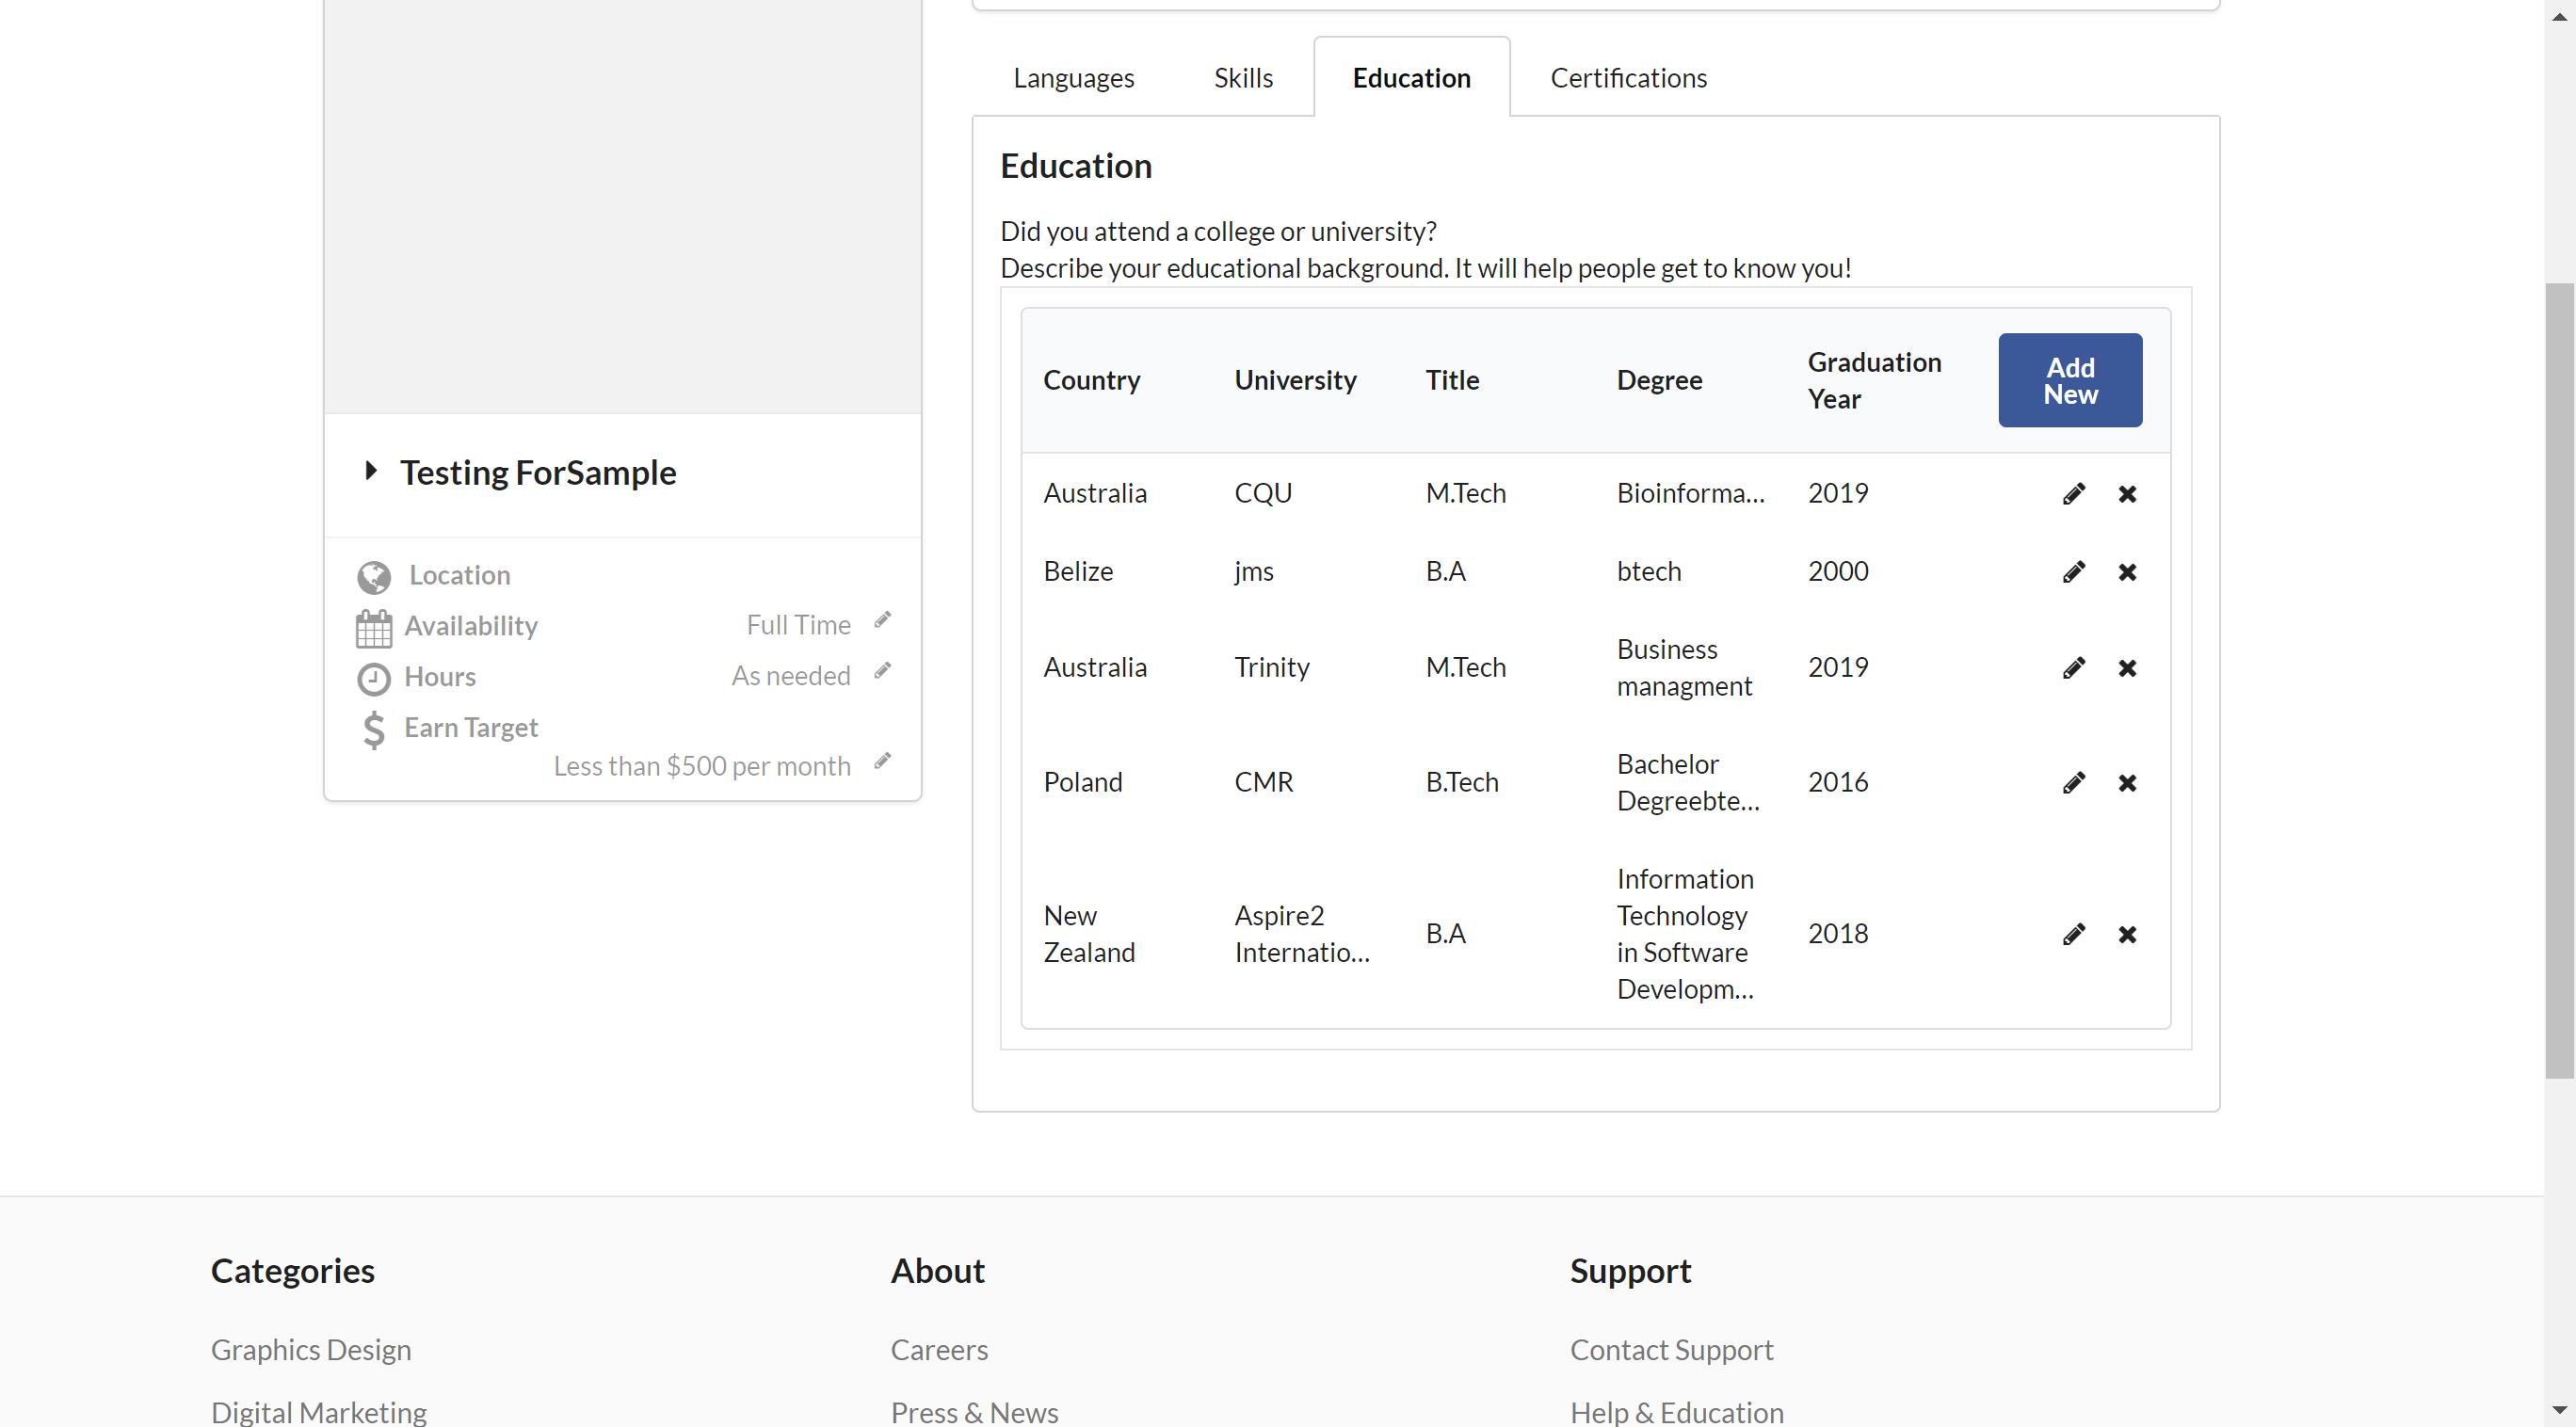 Languages
Skills
Education
Certifications
Education
Did you attend a college or university?
Describe your educational background. It will help people get to know you!
Country
University
Title
Degree
Graduation
Year
Add
New
Australia
CQU
M.Tech
Bioinforma...
2019
Belize
jms
B.A
btech
2000
Australia
Trinity
M.Tech
Business
managment
2019
Poland
CMR
B.Tech
Bachelor
Degreebte...
2016
New
Zealand
Aspire2
Internatio...
B.A
Information
Technology
in Software
Developm...
2018
Testing ForSample
Location
Availability
Full Time
Hours
As needed
Earn Target
Less than $500 per month
Categories
Graphics Design
Digital Marketing
About
Careers
Press & News
Support
Contact Support
Help & Education